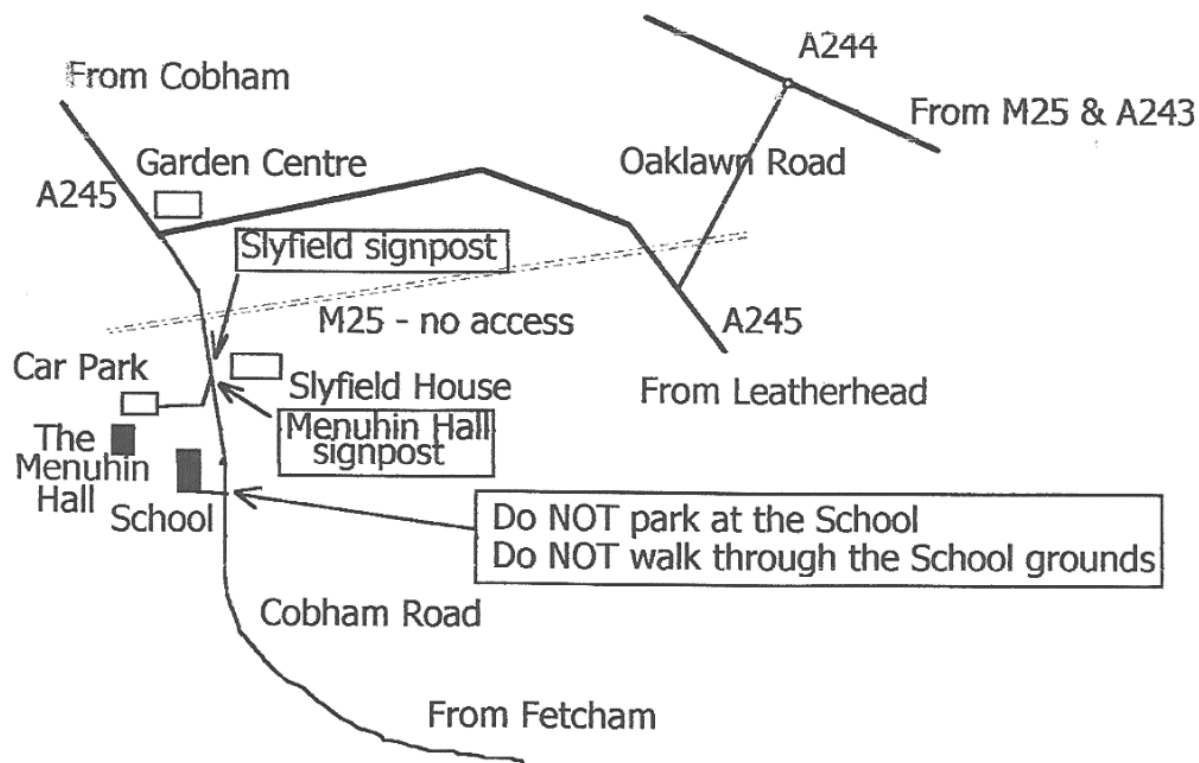 A244
From Cobham
From M25 & A243
Garden Centre
Oaklawn Road
A245
Slyfield signpost
M25 - no access
A245
Car Park
Slyfield House
From Leatherhead
Menuhin Hall
signpost
The
Menuhin
Hall
School
Do NOT park at the School
Do NOT walk through the School grounds
Cobham Road
From Fetcham